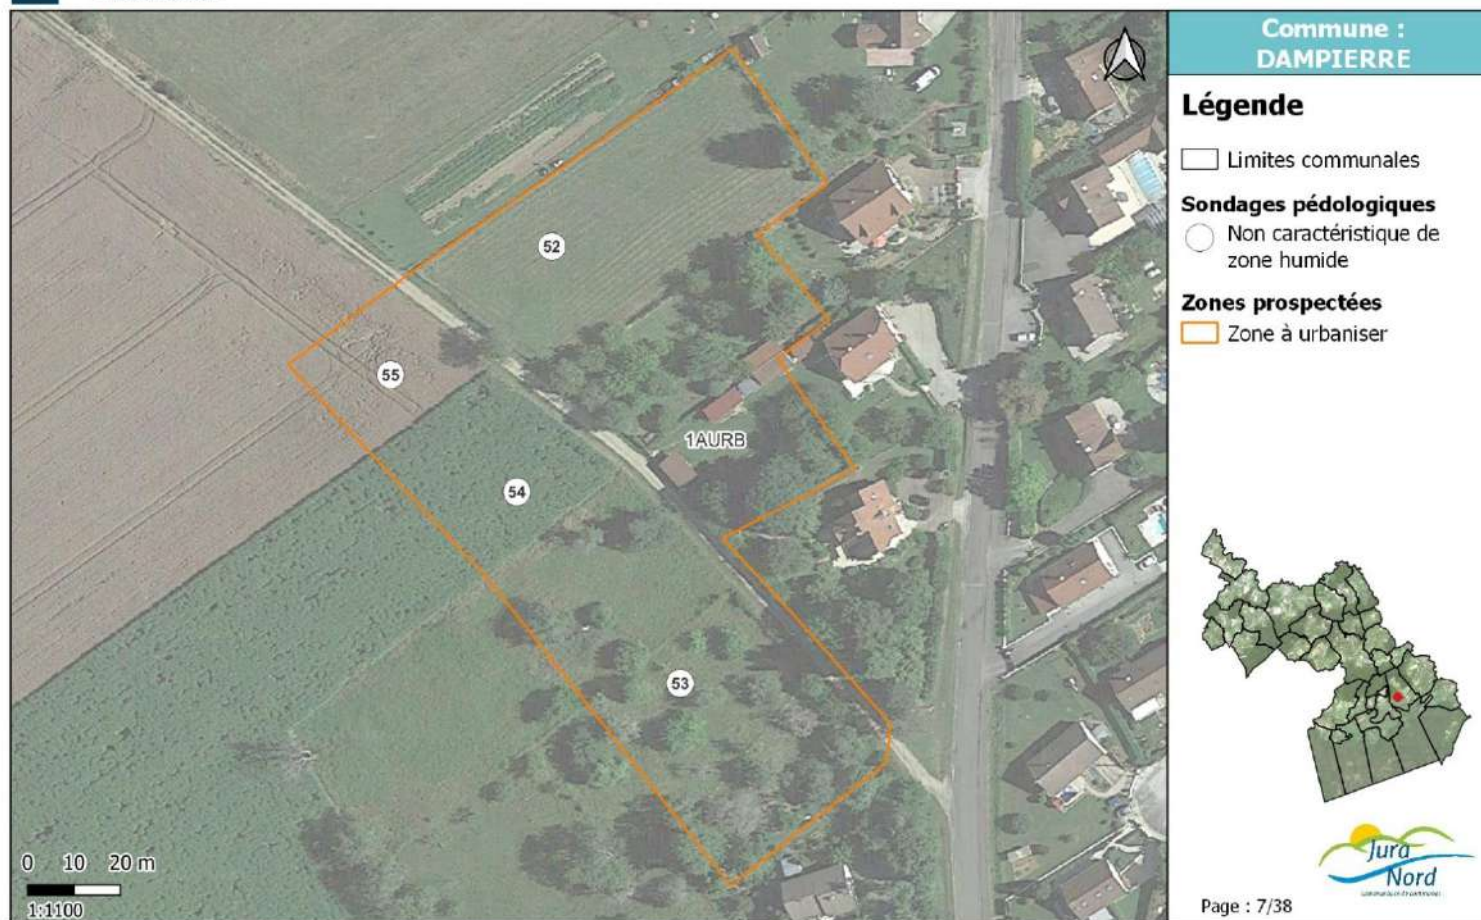 Commune :
DAMPIERRE
Légende
Limites communales
Sondages pédologiques
Non caractéristique de
zone humide
Zones prospectées
Zone à urbaniser
52
55
1AURB
54
53
0 10 20 m
1:1100
Jura
Nord
Page : 7/38